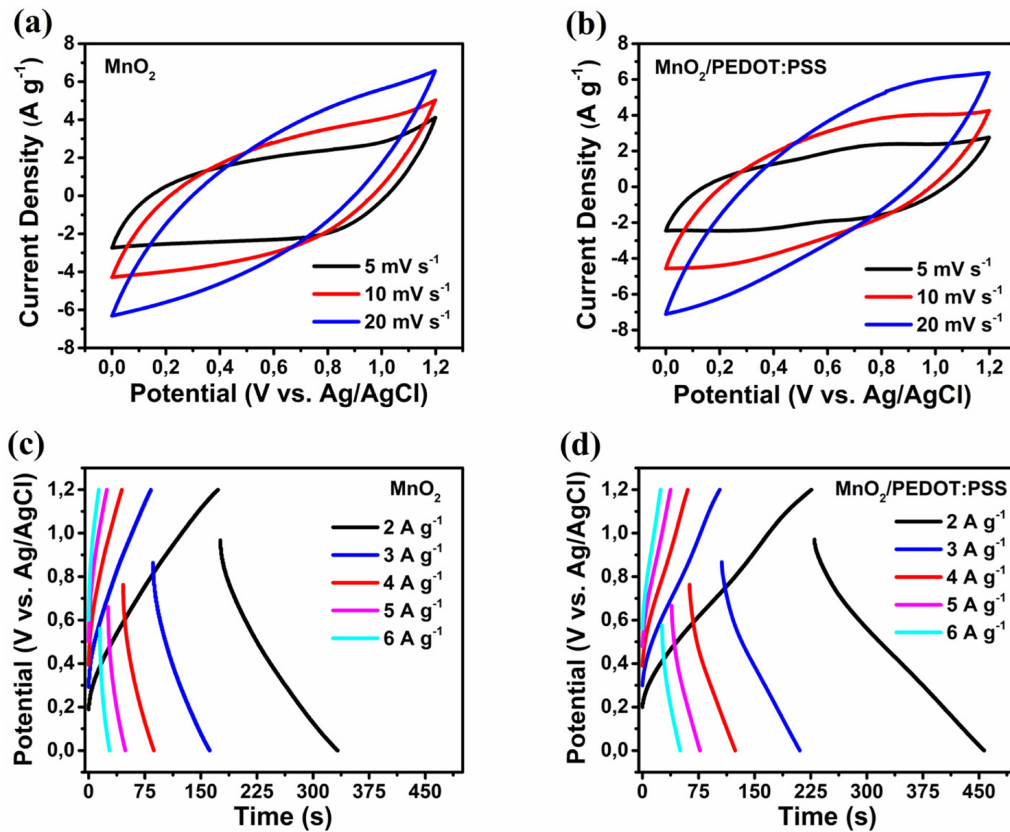 (a)
MnO₂
8
6
4
2
0
-2
-4
-6
-8
Current Density (A g⁻¹)
5 mV s⁻¹
10 mV s⁻¹
20 mV s⁻¹
0,0 0,2 0,4 0,6 0,8 1,0 1,2
Potential (V vs. Ag/AgCl)
(b)
MnO₂/PEDOT:PSS
8
6
4
2
0
-2
-4
-6
-8
Current Density (A g⁻¹)
5 mV s⁻¹
10 mV s⁻¹
20 mV s⁻¹
0,0 0,2 0,4 0,6 0,8 1,0 1,2
Potential (V vs. Ag/AgCl)
(c)
MnO₂
1,2
1,0
0,8
0,6
0,4
0,2
0,0
Potential (V vs. Ag/AgCl)
2 A g⁻¹
3 A g⁻¹
4 A g⁻¹
5 A g⁻¹
6 A g⁻¹
0 75 150 225 300 375 450
Time (s)
(d)
MnO₂/PEDOT:PSS
1,2
1,0
0,8
0,6
0,4
0,2
0,0
Potential (V vs. Ag/AgCl)
2 A g⁻¹
3 A g⁻¹
4 A g⁻¹
5 A g⁻¹
6 A g⁻¹
0 75 150 225 300 375 450
Time (s)